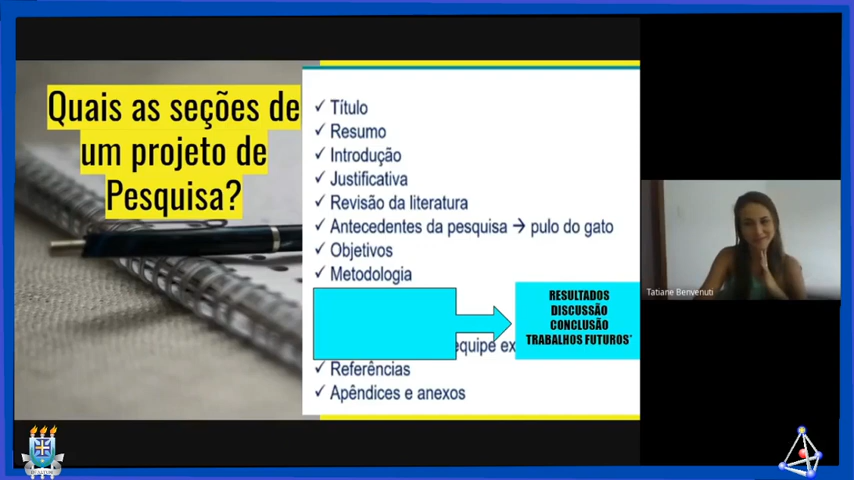 Quais as seções de
um projeto de
Pesquisa?
✓ Título
✓ Resumo
✓ Introdução
✓ Justificativa
✓ Revisão da literatura
✓ Antecedentes da pesquisa → pulo do gato
✓ Objetivos
✓ Metodologia
RESULTADOS
DISCUSSÃO
CONCLUSÃO
TRABALHOS FUTUROS*
equipe ex
✓ Referências
✓ Apêndices e anexos
Tatiane Benvenuti